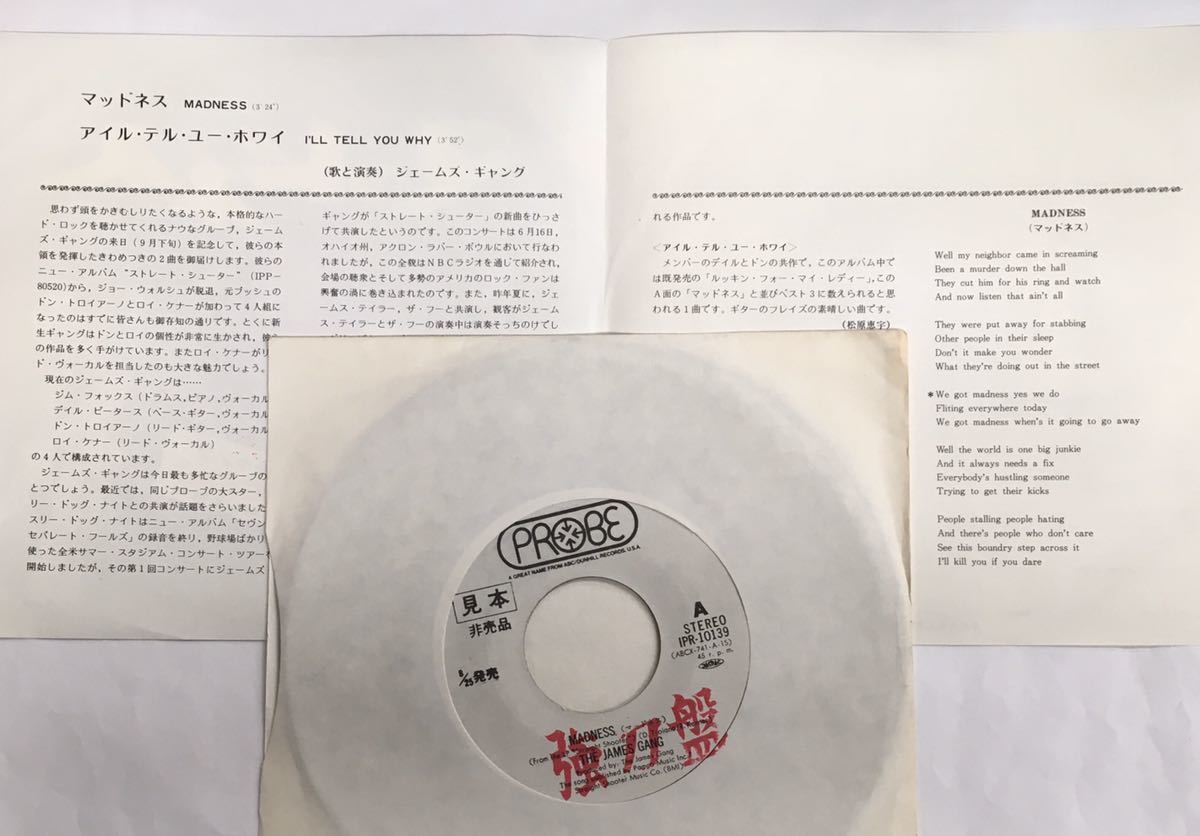 マッドネス MADNESS (3′24″)
アイル・テル・ユー・ホワイ I'LL TELL YOU WHY (3′52″)
(歌と演奏) ジェームズ・ギャング
思わず頭をかきむしりたくなるような，本格的なハー
ド・ロックを聴かせてくれるナウなグループ，ジェーム
ズ・ギャングの来日(9月下旬)を記念して，彼らの本
領を発揮したきわめつきの2曲を御届けします。彼らの
ニュー・アルバム“ストレート・シューター”(IPP-
80520)から，ジョー・ウォルシュが脱退，元ブッシュの
ドン・トロイアーノとロイ・ケナーが加わって4人組に
なったのはすでに皆さんも御存知の通りです。とくに新
生ギャングはドンとロイの個性が非常に生かされ，彼
の作品を多く手がけています。またロイ・ケナーがリ
ド・ヴォーカルを担当したのも大きな魅力でしょう。
現在のジェームズ・ギャングは……
ジム・フォックス(ドラムス,ピアノ,ヴォーカル
デイル・ピータース(ベース・ギター,ヴォーカル
ドン・トロイアーノ(リード・ギター,ヴォーカル
ロイ・ケナー(リード・ヴォーカル)
の4人で構成されています。
ジェームズ・ギャングは今日最も多忙なグループの
とつでしょう。最近では，同じプローブの大スター，
リー・ドッグ・ナイトとの共演が話題をさらいました
スリー・ドッグ・ナイトはニュー・アルバム「セヴン
セパレート・フールズ」の録音を終り，野球場ばかり
使った全米サマー・スタジアム・コンサート・ツアーを
開始しましたが，その第1回コンサートにジェームズ
ギャングが「ストレート・シューター」の新曲をひっさ
げて共演したというのです。このコンサートは6月16日,
オハイオ州，アクロン・ラバー・ボウルにおいて行なわ
れましたが，この全貌はNBCラジオを通じて紹介され，
会場の聴衆とそして多勢のアメリカのロック・ファンは
興奮の渦に巻き込まれたのです。また，昨年夏に，ジェ
ームス・テイラー，ザ・フーと共演し，観客がジェーム
ス・テイラーとザ・フーの演奏中は演奏そっちのけでし
れる作品です。
<アイル・テル・ユー・ホワイ>
メンバーのデイルとドンの共作で，このアルバム中で
は既発売の「ルッキン・フォー・マイ・レディー」，この
A面の「マッドネス」と並びベスト3に数えられると思
われる1曲です。ギターのフレイズの素晴しい曲です。
(松原恵宇)
MADNESS
(マッドネス)
Well my neighbor came in screaming
Been a murder down the hall
They cut him for his ring and watch
And now listen that ain't all
They were put away for stabbing
Other people in their sleep
Don't it make you wonder
What they're doing out in the street
*We got madness yes we do
Fliting everywhere today
We got madness when's it going to go away
Well the world is one big junkie
And it always needs a fix
Everybody's hustling someone
Trying to get their kicks
People stalling people hating
And there's people who don't care
See this boundry step across it
I'll kill you if you dare
PROBE
A GREAT NAME FROM ABC/DUNHILL RECORDS, U.S.A.
見本
非売品
8/25発売
A
STEREO
IPR-10139
(ABCX-741-A-15)
45 r. p. m.
MADNESS (マッドネス)
THE JAMES GANG
Straight Shooter Music Co. (BMI)
強力盤